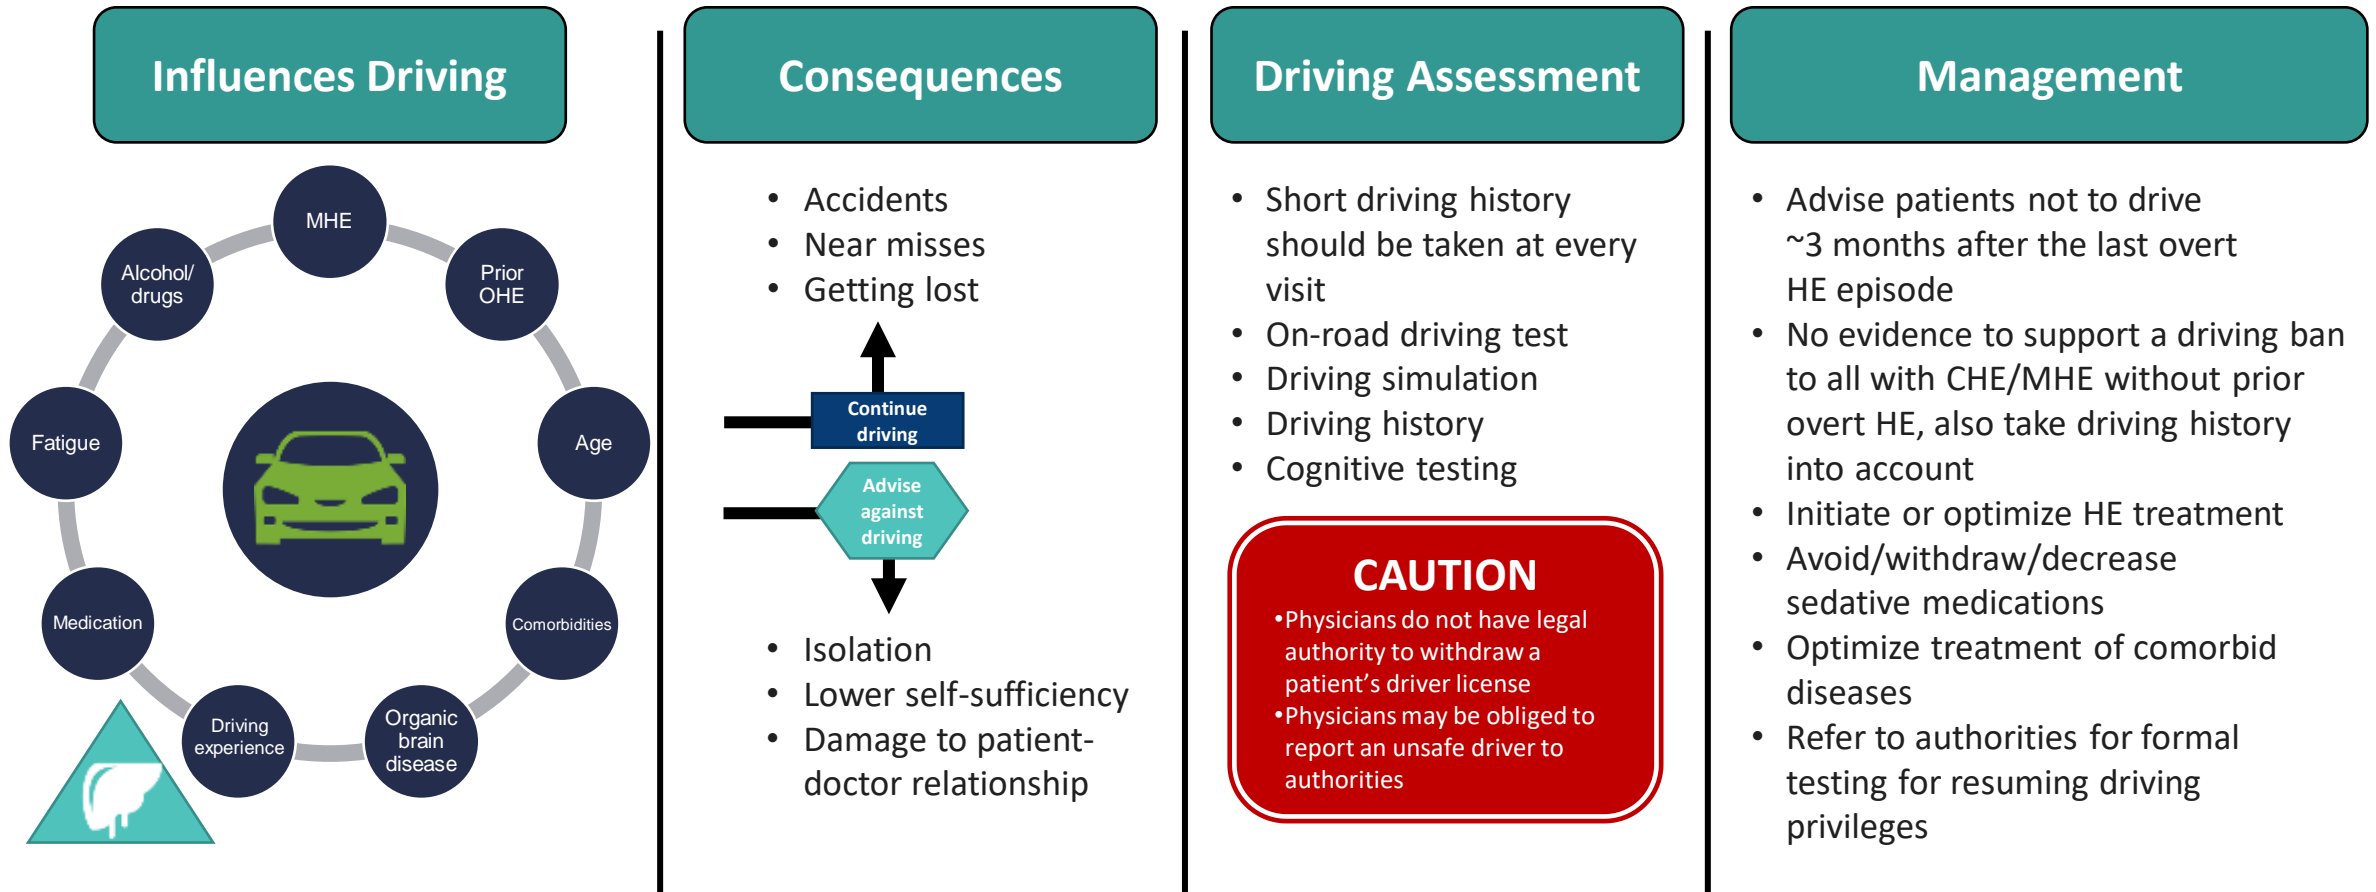 Influences Driving
MHE
Prior
OHE
Age
Comorbidities
Organic
brain
disease
Driving
experience
Medication
Fatigue
Alcohol/
drugs
Consequences
• Accidents
• Near misses
• Getting lost
Continue
driving
Advise
against
driving
• Isolation
• Lower self-sufficiency
• Damage to patient-
doctor relationship
Driving Assessment
• Short driving history
should be taken at every
visit
• On-road driving test
• Driving simulation
• Driving history
• Cognitive testing
CAUTION
•Physicians do not have legal
authority to withdraw a
patient’s driver license
•Physicians may be obliged to
report an unsafe driver to
authorities
Management
• Advise patients not to drive
~3 months after the last overt
HE episode
• No evidence to support a driving ban
to all with CHE/MHE without prior
overt HE, also take driving history
into account
• Initiate or optimize HE treatment
• Avoid/withdraw/decrease
sedative medications
• Optimize treatment of comorbid
diseases
• Refer to authorities for formal
testing for resuming driving
privileges